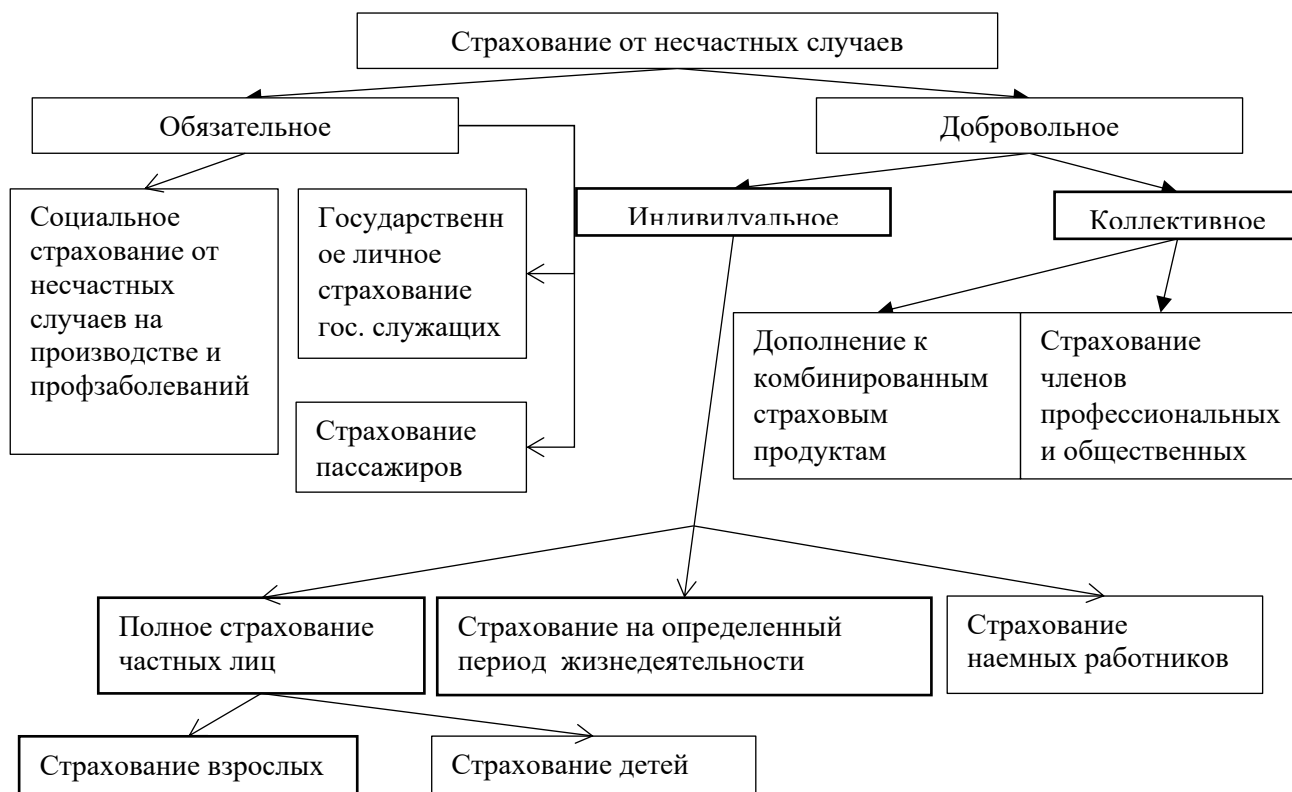 Страхование от несчастных случаев
Обязательное
Добровольное
Социальное
страхование от
несчастных
случаев на
производстве и
профзаболеваний
Государственн
ое личное
страхование
гос. служащих
Страхование
пассажиров
Индивидуальное
Коллективное
Дополнение к
комбинированным
страховым
продуктам
Страхование
членов
профессиональных
и общественных
Полное страхование
частных лиц
Страхование на определенный
период жизнедеятельности
Страхование
наемных работников
Страхование взрослых
Страхование детей